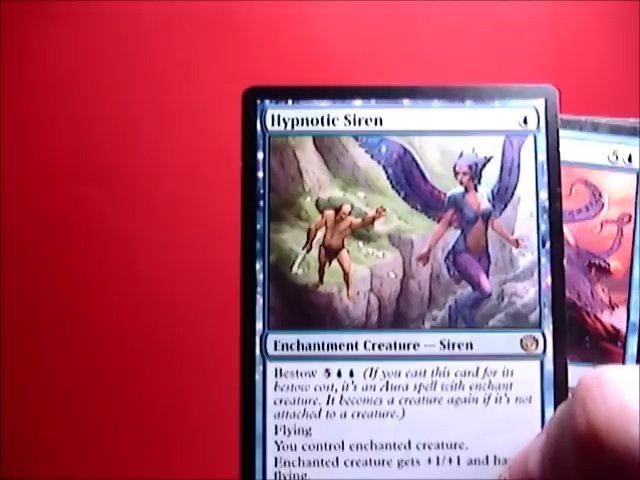 Hypnotic Siren
Enchantment Creature — Siren
Bestow 5 (If you cast this card for its
bestow cost, it's an Aura spell with enchant
creature. It becomes a creature again if it's not
attached to a creature.)
Flying
You control enchanted creature.
Enchanted creature gets +1/+1 and
flying.
5